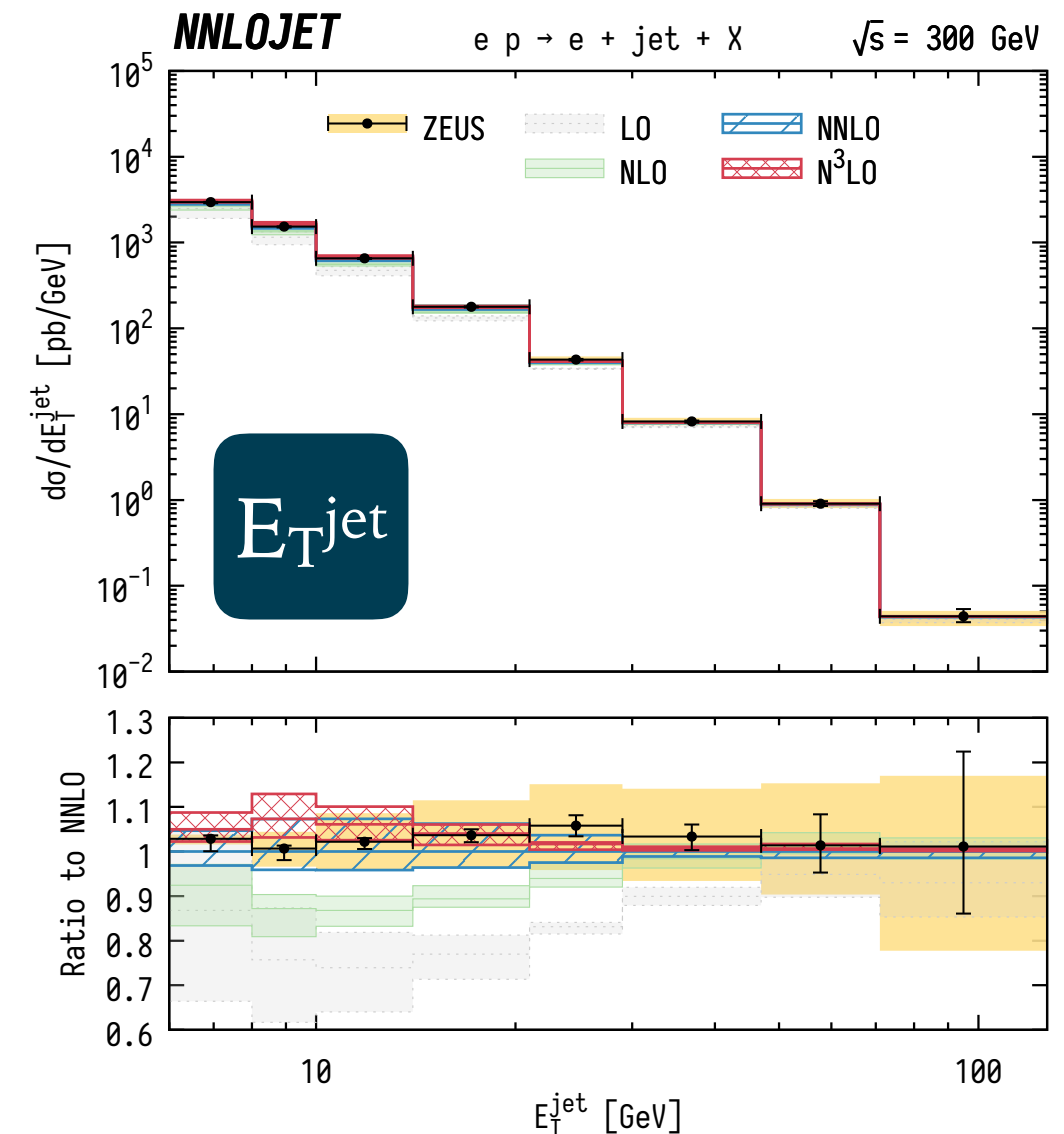 NNLOJET e p → e + jet + X √s = 300 GeV
10^5
ZEUS LO NNLO
NLO N^3LO
10^4
10^3
10^2
10^1
10^0
10^-1
10^-2
dσ/dE_T^jet [pb/GeV]
E_T^jet
1.3
1.2
1.1
1
0.9
0.8
0.7
0.6
Ratio to NNLO
10 100
E_T^jet [GeV]